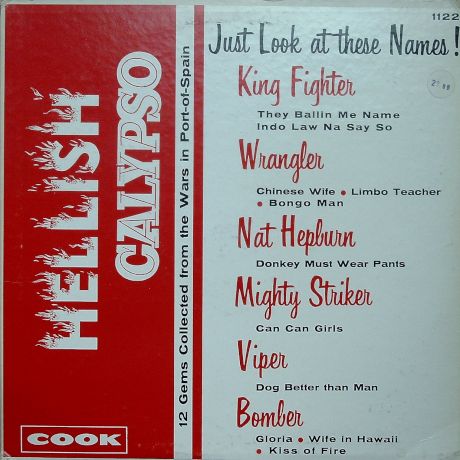 1122
Just Look at these Names!
HELLISH
CALYPSO
12 Gems Collected from the Wars in Port-of-Spain
King Fighter
They Ballin Me Name
Indo Law Na Say So
Wrangler
Chinese Wife • Limbo Teacher
• Bongo Man
Nat Hepburn
Donkey Must Wear Pants
Mighty Striker
Can Can Girls
Viper
Dog Better than Man
Bomber
Gloria • Wife in Hawaii
• Kiss of Fire
COOK